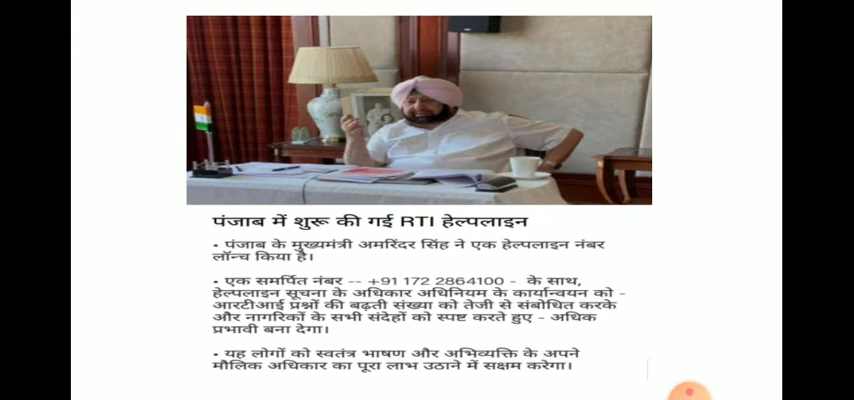 पंजाब में शुरू की गई RTI हेल्पलाइन
• पंजाब के मुख्यमंत्री अमरिंदर सिंह ने एक हेल्पलाइन नंबर
लॉन्च किया है।
• एक समर्पित नंबर -- +91 172 2864100 - के साथ,
हेल्पलाइन सूचना के अधिकार अधिनियम के कार्यान्वयन को -
आरटीआई प्रश्नों की बढ़ती संख्या को तेजी से संबोधित करके
और नागरिकों के सभी संदेहों को स्पष्ट करते हुए - अधिक
प्रभावी बना देगा।
• यह लोगों को स्वतंत्र भाषण और अभिव्यक्ति के अपने
मौलिक अधिकार का पूरा लाभ उठाने में सक्षम करेगा।